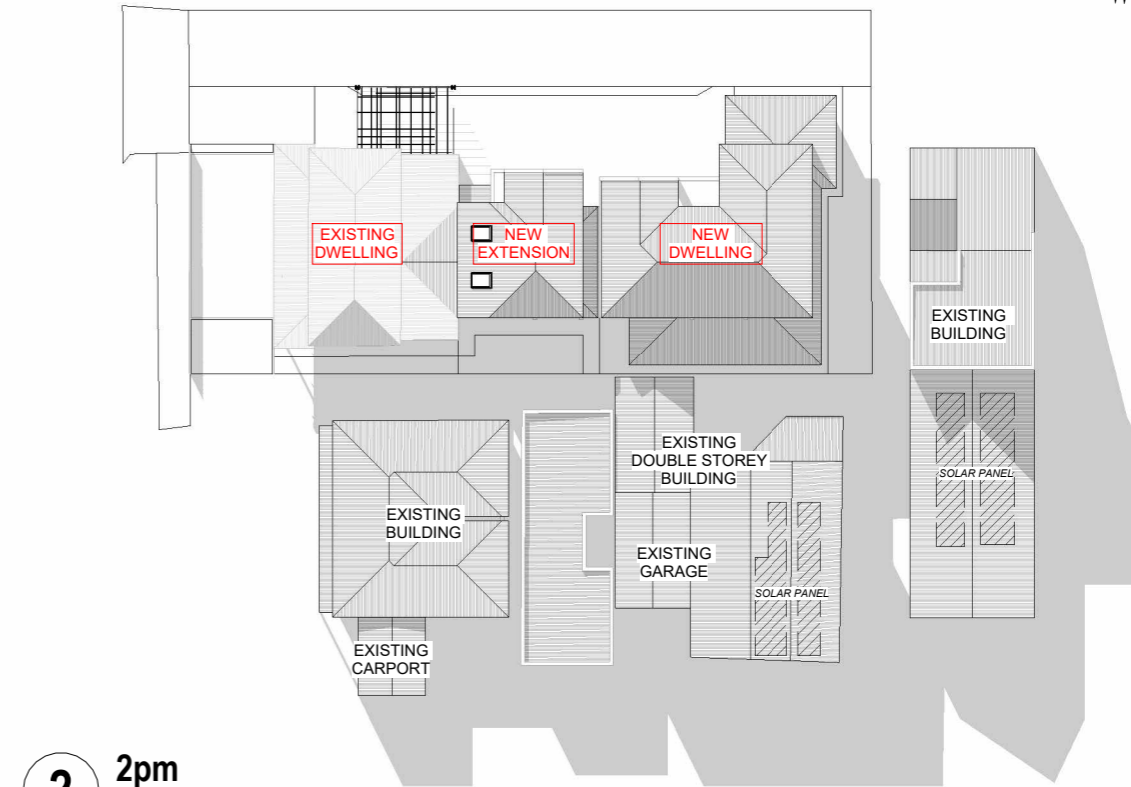 EXISTING
DWELLING
NEW
EXTENSION
NEW
DWELLING
EXISTING
BUILDING
EXISTING
DOUBLE STOREY
BUILDING
SOLAR PANEL
EXISTING
BUILDING
EXISTING
GARAGE
SOLAR PANEL
EXISTING
CARPORT
2pm